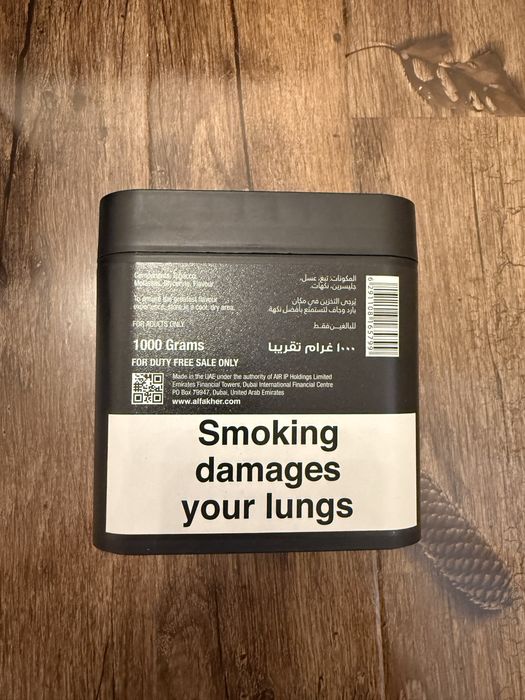 Components: Tobacco,
Molasses, Glycerine, Flavour
To ensure the greatest flavour
experience, store in a cool, dry area.
FOR ADULTS ONLY
1000 Grams
FOR DUTY FREE SALE ONLY
المكونات: تبغ، عسل،
جليسرين، نكهات.
يُرجى التخزين في مكان
بارد وجاف لتستمتع بأفضل نكهة.
للبالغين فقط
١٠٠٠ غرام تقريبا
6291108165799
Made in the UAE under the authority of AIR IP Holdings Limited
Emirates Financial Towers, Dubai International Financial Centre
PO Box 79947, Dubai, United Arab Emirates
www.alfakher.com
Smoking
damages
your lungs